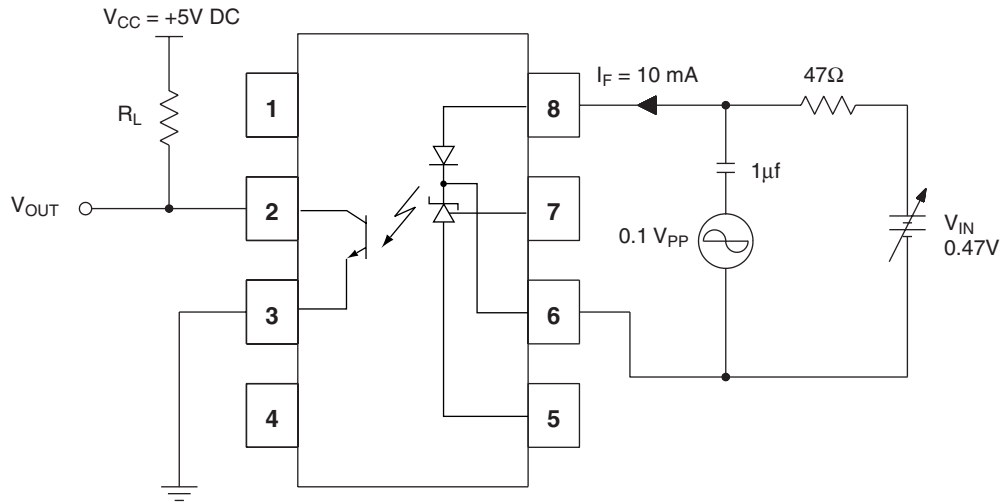 V_CC = +5V DC
R_L
V_OUT
1
2
3
4
8
7
6
5
I_F = 10 mA
47Ω
1μf
0.1 V_PP
V_IN
0.47V